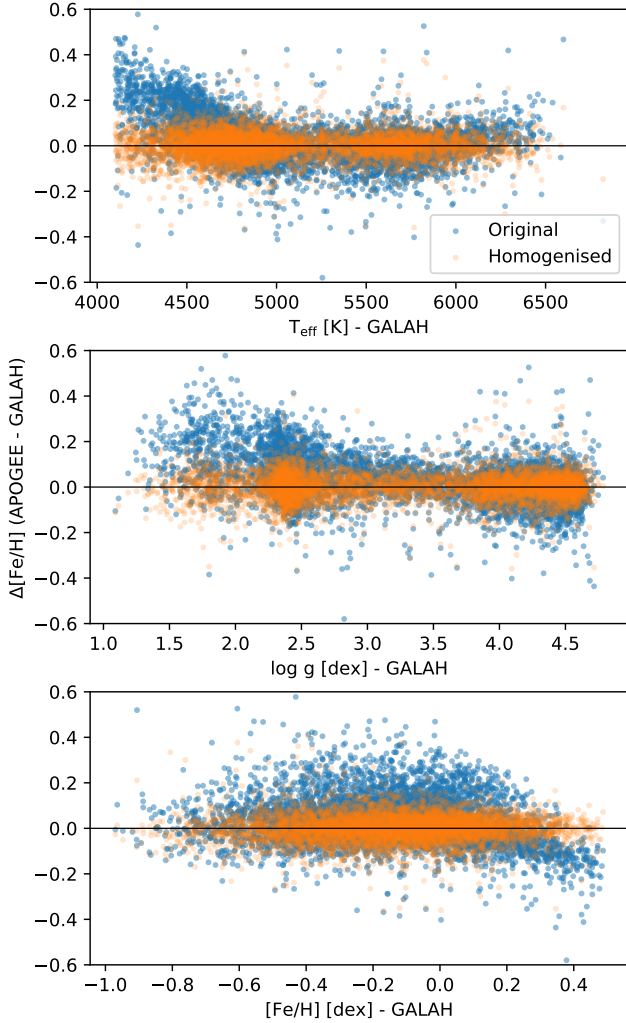 0.6
0.4
0.2
0.0
−0.2
−0.4
−0.6
Original
Homogenised
4000 4500 5000 5500 6000 6500
T_eff [K] - GALAH
Δ[Fe/H] (APOGEE - GALAH)
0.6
0.4
0.2
0.0
−0.2
−0.4
−0.6
1.0 1.5 2.0 2.5 3.0 3.5 4.0 4.5
log g [dex] - GALAH
0.6
0.4
0.2
0.0
−0.2
−0.4
−0.6
−1.0 −0.8 −0.6 −0.4 −0.2 0.0 0.2 0.4
[Fe/H] [dex] - GALAH